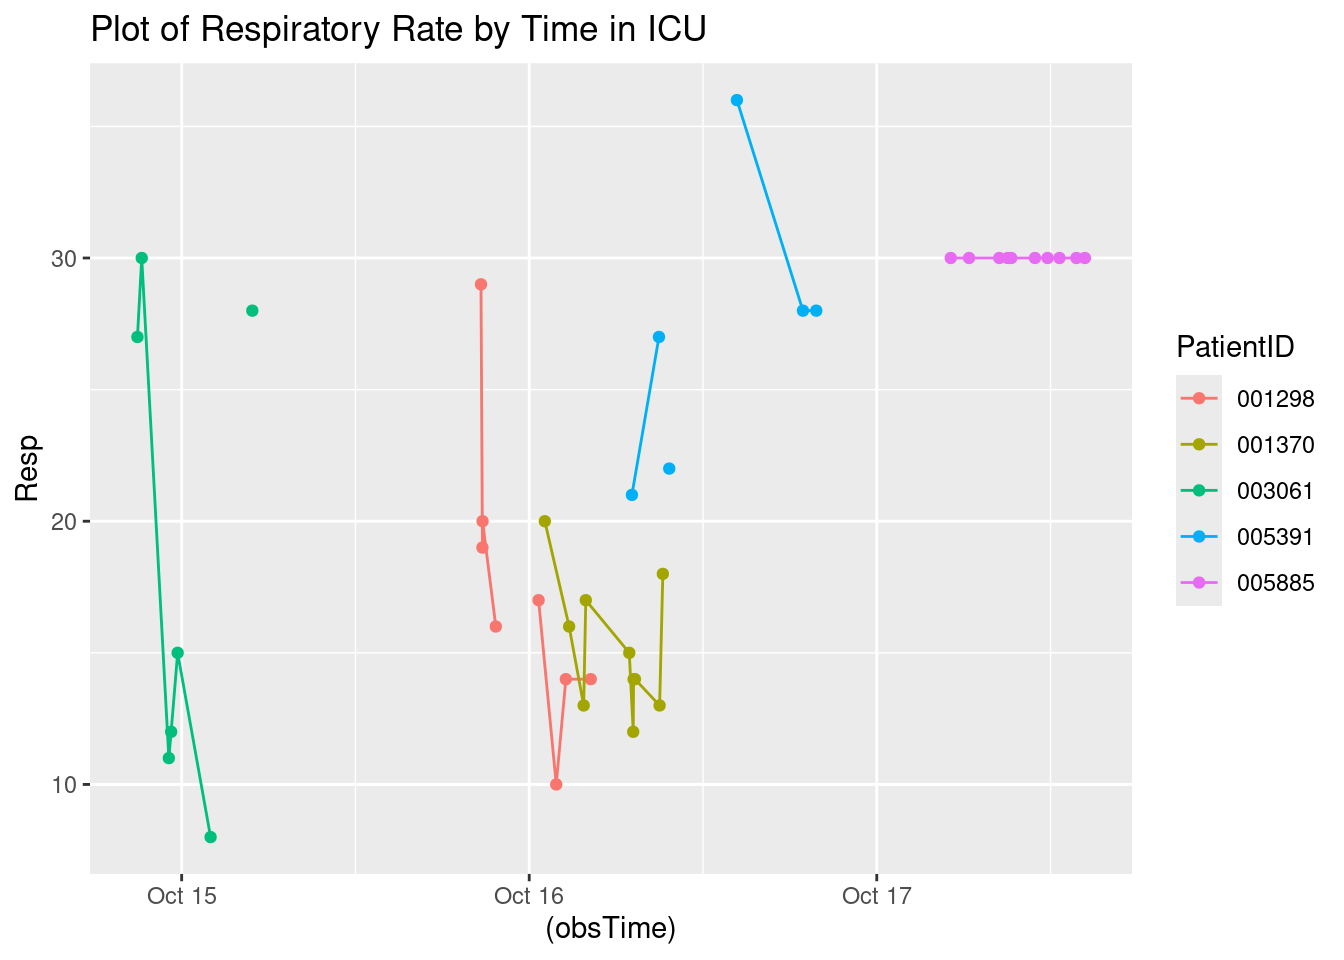 Plot of Respiratory Rate by Time in ICU
30
20
10
Resp
Oct 15
Oct 16
Oct 17
(obsTime)
PatientID
001298
001370
003061
005391
005885